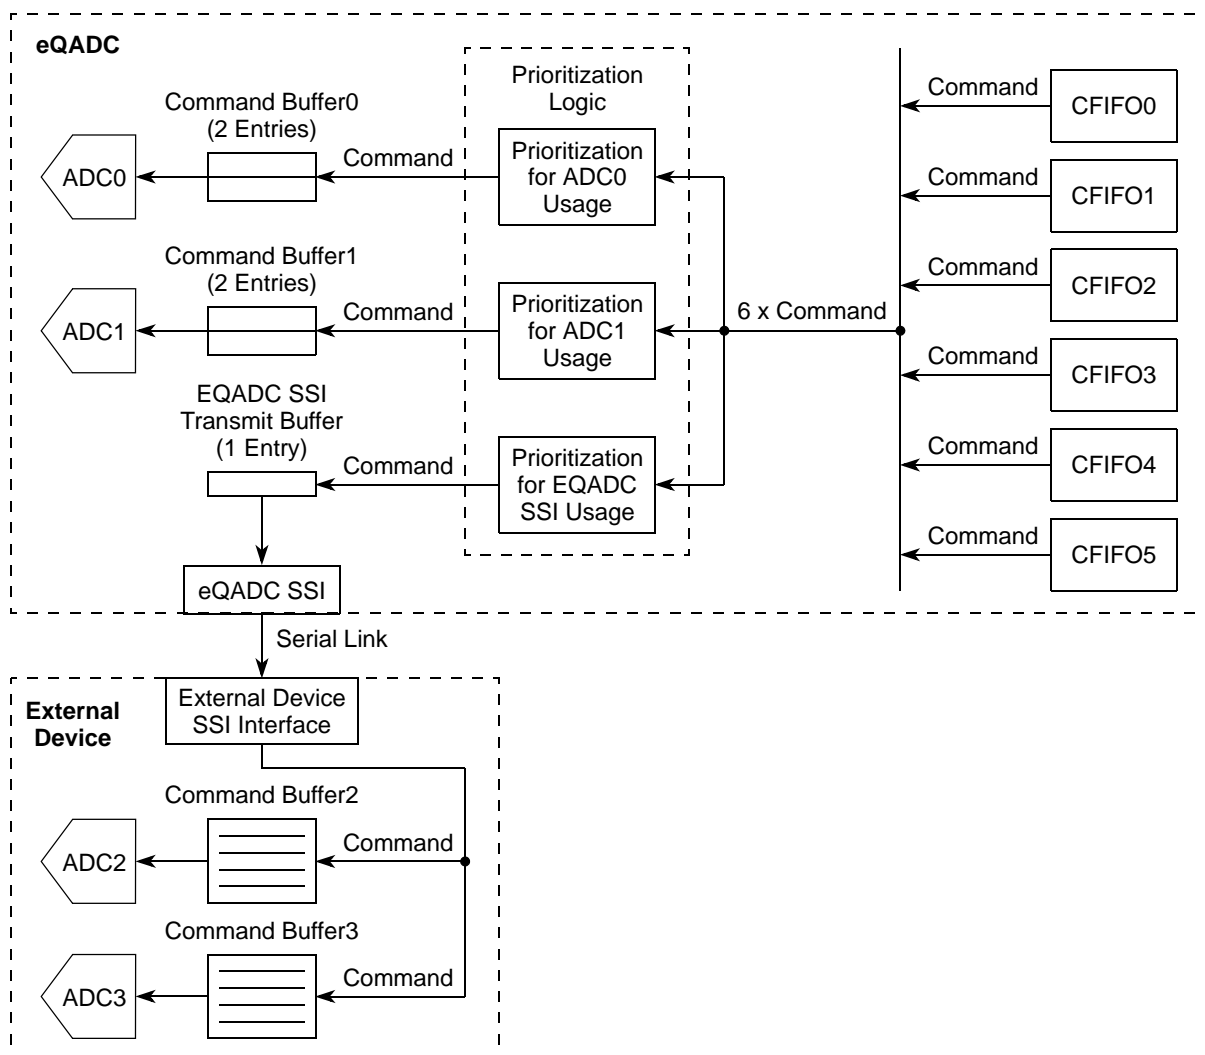 eQADC
Prioritization
Logic
Command Buffer0
(2 Entries)
ADC0
Command
Prioritization
for ADC0
Usage
Command
CFIFO0
Command
CFIFO1
Command Buffer1
(2 Entries)
ADC1
Command
Prioritization
for ADC1
Usage
6 x Command
Command
CFIFO2
Command
CFIFO3
EQADC SSI
Transmit Buffer
(1 Entry)
Command
Prioritization
for EQADC
SSI Usage
Command
CFIFO4
Command
CFIFO5
eQADC SSI
Serial Link
External
Device
External Device
SSI Interface
Command Buffer2
ADC2
Command
Command Buffer3
ADC3
Command